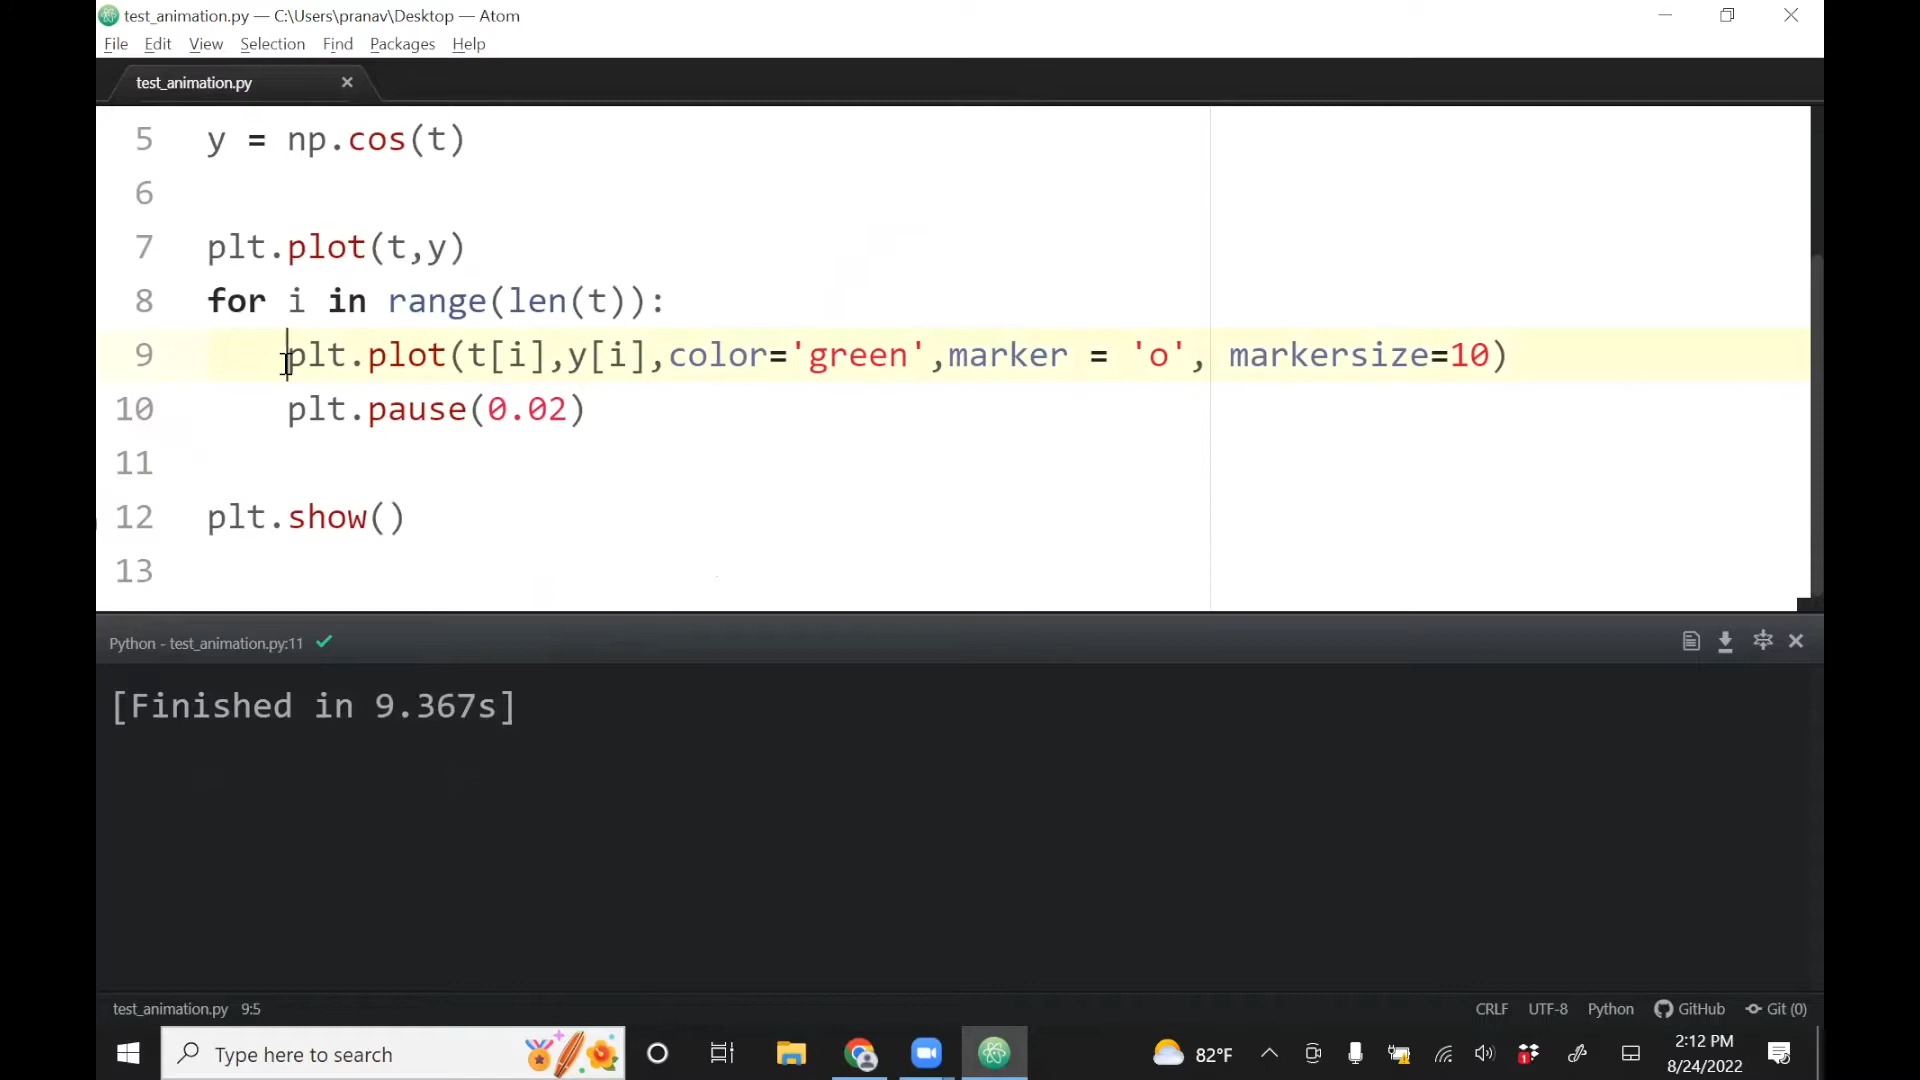 test_animation.py — C:\Users\pranav\Desktop — Atom
File Edit View Selection Find Packages Help
test_animation.py
5 y = np.cos(t)
6
7 plt.plot(t,y)
8 for i in range(len(t)):
9 plt.plot(t[i],y[i],color='green',marker = 'o', markersize=10)
10 plt.pause(0.02)
11
12 plt.show()
13
Python - test_animation.py:11
[Finished in 9.367s]
test_animation.py 9:5 CRLF UTF-8 Python GitHub Git (0)
Type here to search 82°F 1 2:12 PM
8/24/2022